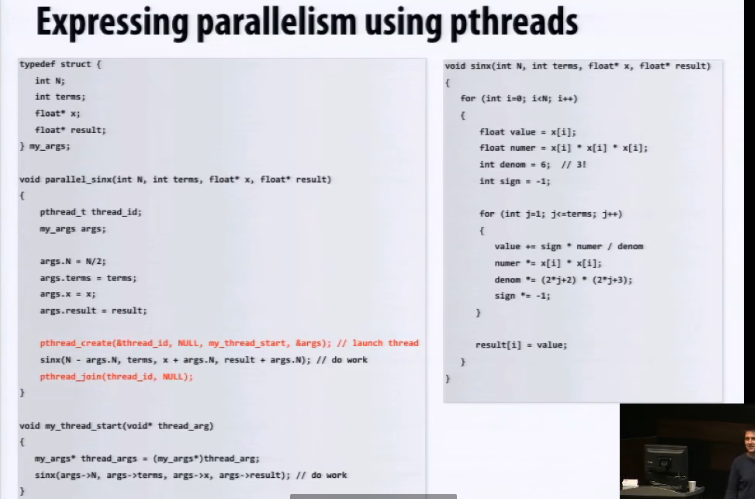 Expressing parallelism using pthreads
typedef struct {
int N;
int terms;
float* x;
float* result;
} my_args;
void parallel_sinx(int N, int terms, float* x, float* result)
{
pthread_t thread_id;
my_args args;
args.N = N/2;
args.terms = terms;
args.x = x;
args.result = result;
pthread_create(&thread_id, NULL, my_thread_start, &args); // launch thread
sinx(N - args.N, terms, x + args.N, result + args.N); // do work
pthread_join(thread_id, NULL);
}
void my_thread_start(void* thread_arg)
{
my_args* thread_args = (my_args*)thread_arg;
sinx(args->N, args->terms, args->x, args->result); // do work
}
void sinx(int N, int terms, float* x, float* result)
{
for (int i=0; i<N; i++)
{
float value = x[i];
float numer = x[i] * x[i] * x[i];
int denom = 6; // 3!
int sign = -1;
for (int j=1; j<=terms; j++)
{
value += sign * numer / denom
numer *= x[i] * x[i];
denom *= (2*j+2) * (2*j+3);
sign *= -1;
}
result[i] = value;
}
}